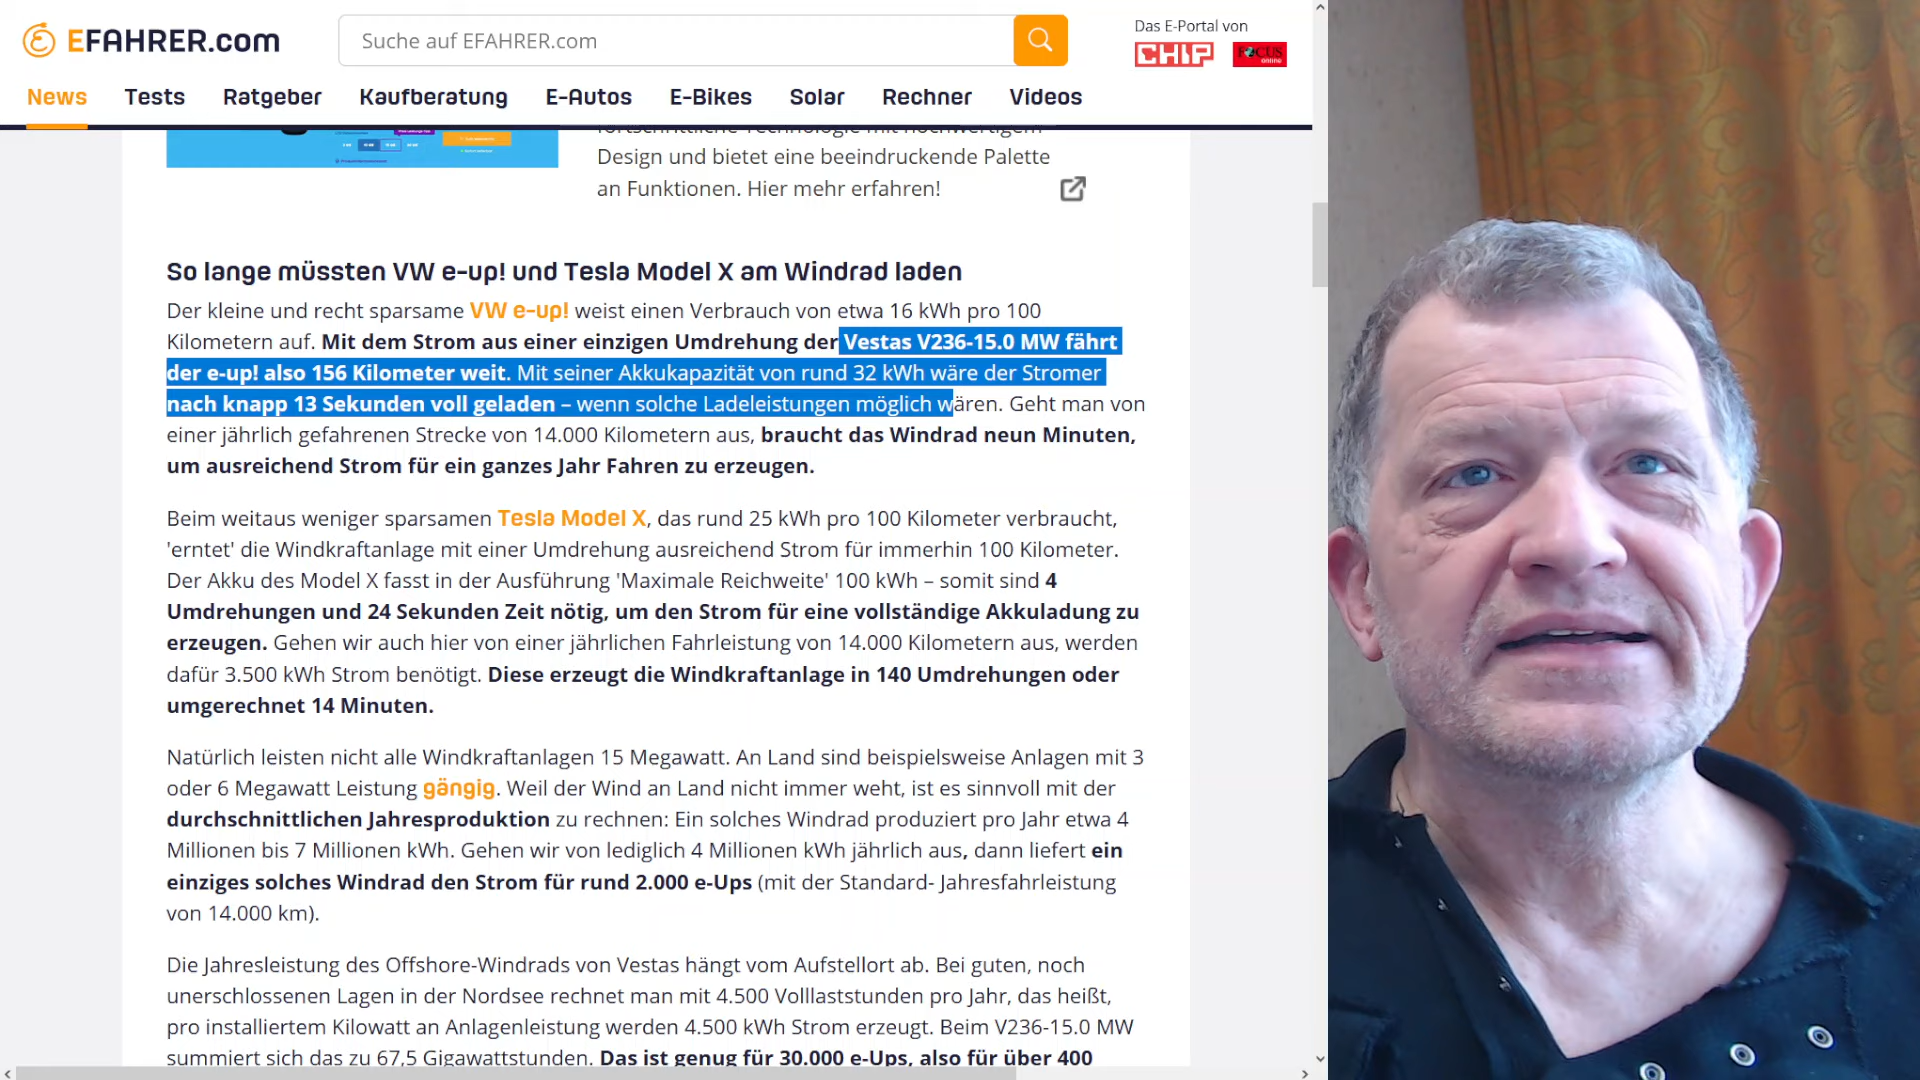 EFAHRER.com
Suche auf EFAHRER.com
Das E-Portal von
CHIP
FOCUS
online
News
Tests
Ratgeber
Kaufberatung
E-Autos
E-Bikes
Solar
Rechner
Videos
fortschrittliche Technologie mit hochwertigem
Design und bietet eine beeindruckende Palette
an Funktionen. Hier mehr erfahren!
So lange müssten VW e-up! und Tesla Model X am Windrad laden
Der kleine und recht sparsame VW e-up! weist einen Verbrauch von etwa 16 kWh pro 100
Kilometern auf. Mit dem Strom aus einer einzigen Umdrehung der Vestas V236-15.0 MW fährt
der e-up! also 156 Kilometer weit. Mit seiner Akkukapazität von rund 32 kWh wäre der Stromer
nach knapp 13 Sekunden voll geladen – wenn solche Ladeleistungen möglich wären. Geht man von
einer jährlich gefahrenen Strecke von 14.000 Kilometern aus, braucht das Windrad neun Minuten,
um ausreichend Strom für ein ganzes Jahr Fahren zu erzeugen.
Beim weitaus weniger sparsamen Tesla Model X, das rund 25 kWh pro 100 Kilometer verbraucht,
'erntet' die Windkraftanlage mit einer Umdrehung ausreichend Strom für immerhin 100 Kilometer.
Der Akku des Model X fasst in der Ausführung 'Maximale Reichweite' 100 kWh – somit sind 4
Umdrehungen und 24 Sekunden Zeit nötig, um den Strom für eine vollständige Akkuladung zu
erzeugen. Gehen wir auch hier von einer jährlichen Fahrleistung von 14.000 Kilometern aus, werden
dafür 3.500 kWh Strom benötigt. Diese erzeugt die Windkraftanlage in 140 Umdrehungen oder
umgerechnet 14 Minuten.
Natürlich leisten nicht alle Windkraftanlagen 15 Megawatt. An Land sind beispielsweise Anlagen mit 3
oder 6 Megawatt Leistung gängig. Weil der Wind an Land nicht immer weht, ist es sinnvoll mit der
durchschnittlichen Jahresproduktion zu rechnen: Ein solches Windrad produziert pro Jahr etwa 4
Millionen bis 7 Millionen kWh. Gehen wir von lediglich 4 Millionen kWh jährlich aus, dann liefert ein
einziges solches Windrad den Strom für rund 2.000 e-Ups (mit der Standard- Jahresfahrleistung
von 14.000 km).
Die Jahresleistung des Offshore-Windrads von Vestas hängt vom Aufstellort ab. Bei guten, noch
unerschlossenen Lagen in der Nordsee rechnet man mit 4.500 Volllaststunden pro Jahr, das heißt,
pro installiertem Kilowatt an Anlagenleistung werden 4.500 kWh Strom erzeugt. Beim V236-15.0 MW
summiert sich das zu 67,5 Gigawattstunden. Das ist genug für 30.000 e-Ups, also für über 400